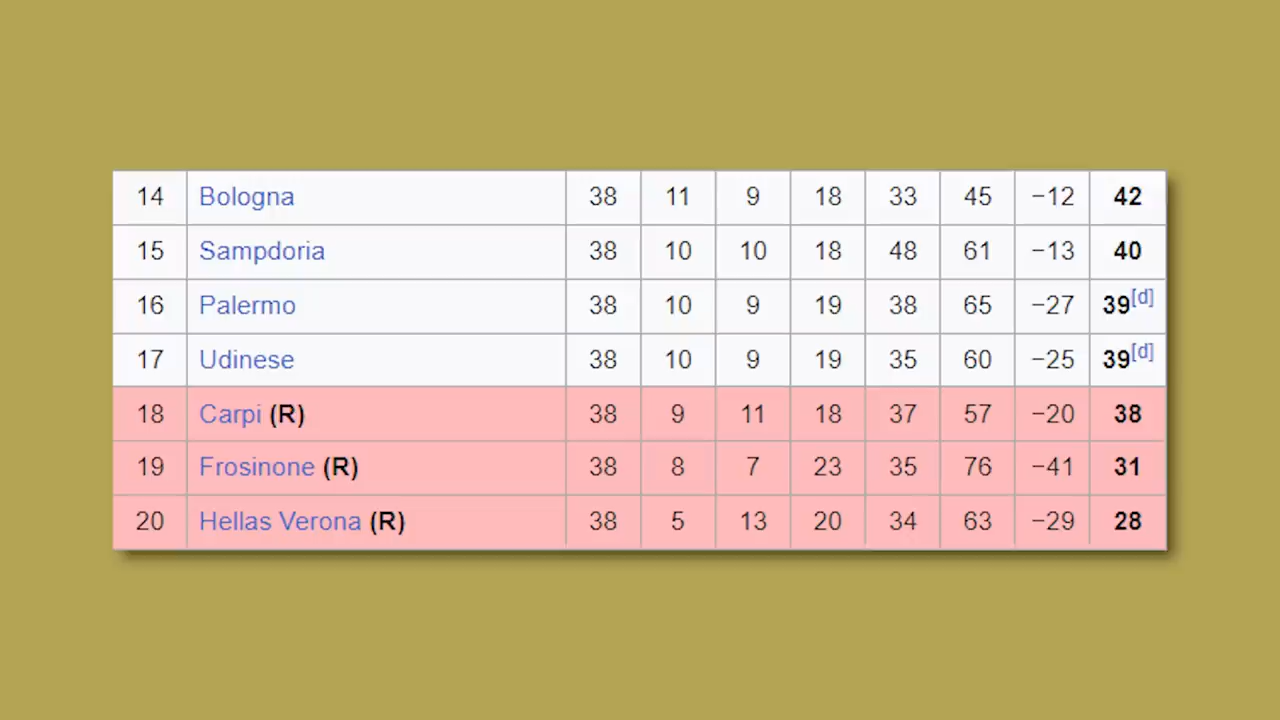 14 Bologna 38 11 9 18 33 45 −12 42
15 Sampdoria 38 10 10 18 48 61 −13 40
16 Palermo 38 10 9 19 38 65 −27 39[d]
17 Udinese 38 10 9 19 35 60 −25 39[d]
18 Carpi (R) 38 9 11 18 37 57 −20 38
19 Frosinone (R) 38 8 7 23 35 76 −41 31
20 Hellas Verona (R) 38 5 13 20 34 63 −29 28